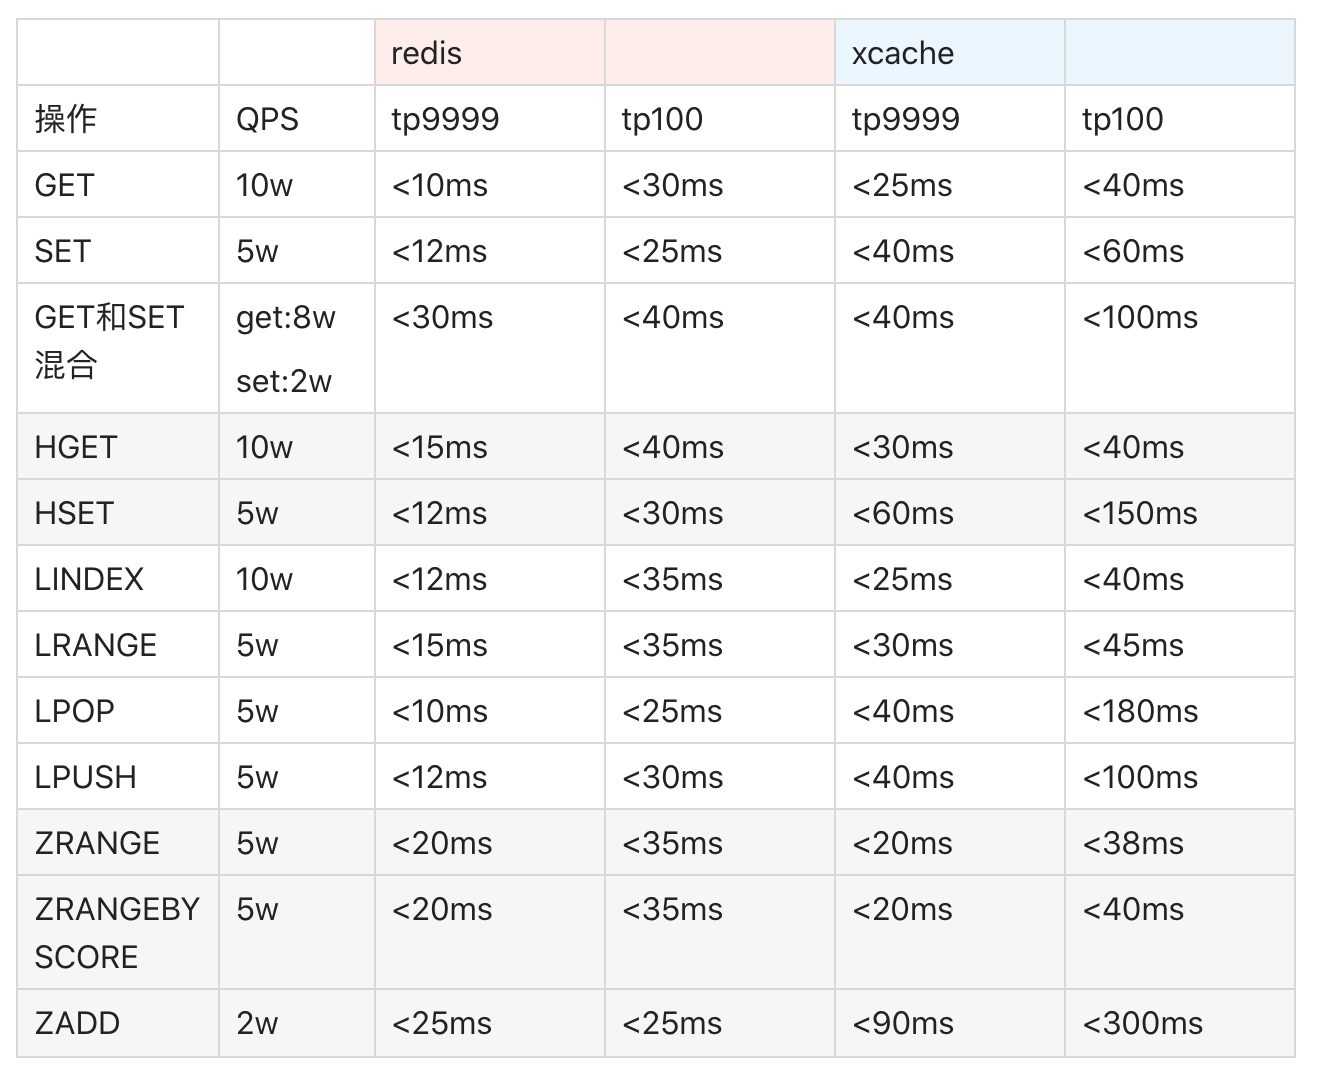 redis xcache
操作 QPS tp9999 tp100 tp9999 tp100
GET 10w <10ms <30ms <25ms <40ms
SET 5w <12ms <25ms <40ms <60ms
GET和SET get:8w <30ms <40ms <40ms <100ms
混合 set:2w
HGET 10w <15ms <40ms <30ms <40ms
HSET 5w <12ms <30ms <60ms <150ms
LINDEX 10w <12ms <35ms <25ms <40ms
LRANGE 5w <15ms <35ms <30ms <45ms
LPOP 5w <10ms <25ms <40ms <180ms
LPUSH 5w <12ms <30ms <40ms <100ms
ZRANGE 5w <20ms <35ms <20ms <38ms
ZRANGEBY 5w <20ms <35ms <20ms <40ms
SCORE
ZADD 2w <25ms <25ms <90ms <300ms